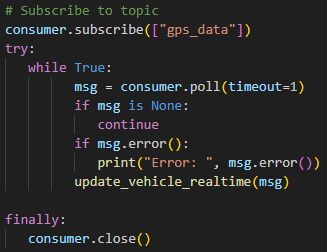 # Subscribe to topic
consumer.subscribe(["gps_data"])
try:
    while True:
            msg = consumer.poll(timeout=1)
            if msg is None:
                continue
            if msg.error():
                print("Error: ", msg.error())
            update_vehicle_realtime(msg)

finally:
    consumer.close()